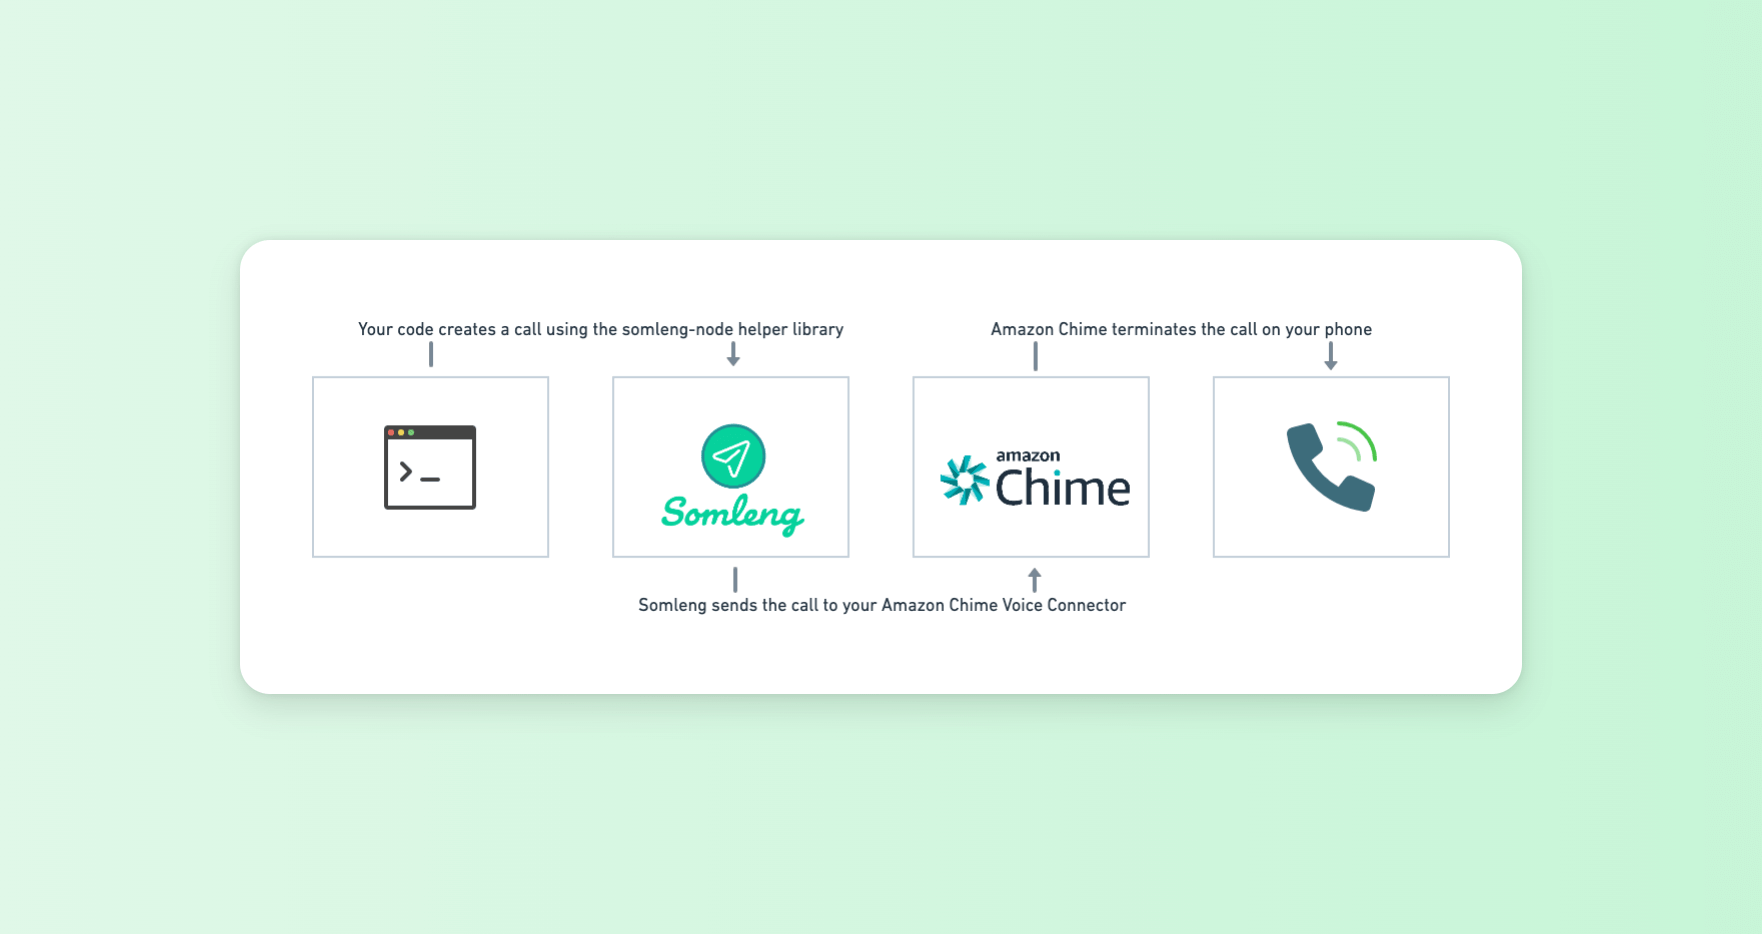 Your code creates a call using the somleng-node helper library
Amazon Chime terminates the call on your phone
Somleng
amazon
Chime
Somleng sends the call to your Amazon Chime Voice Connector